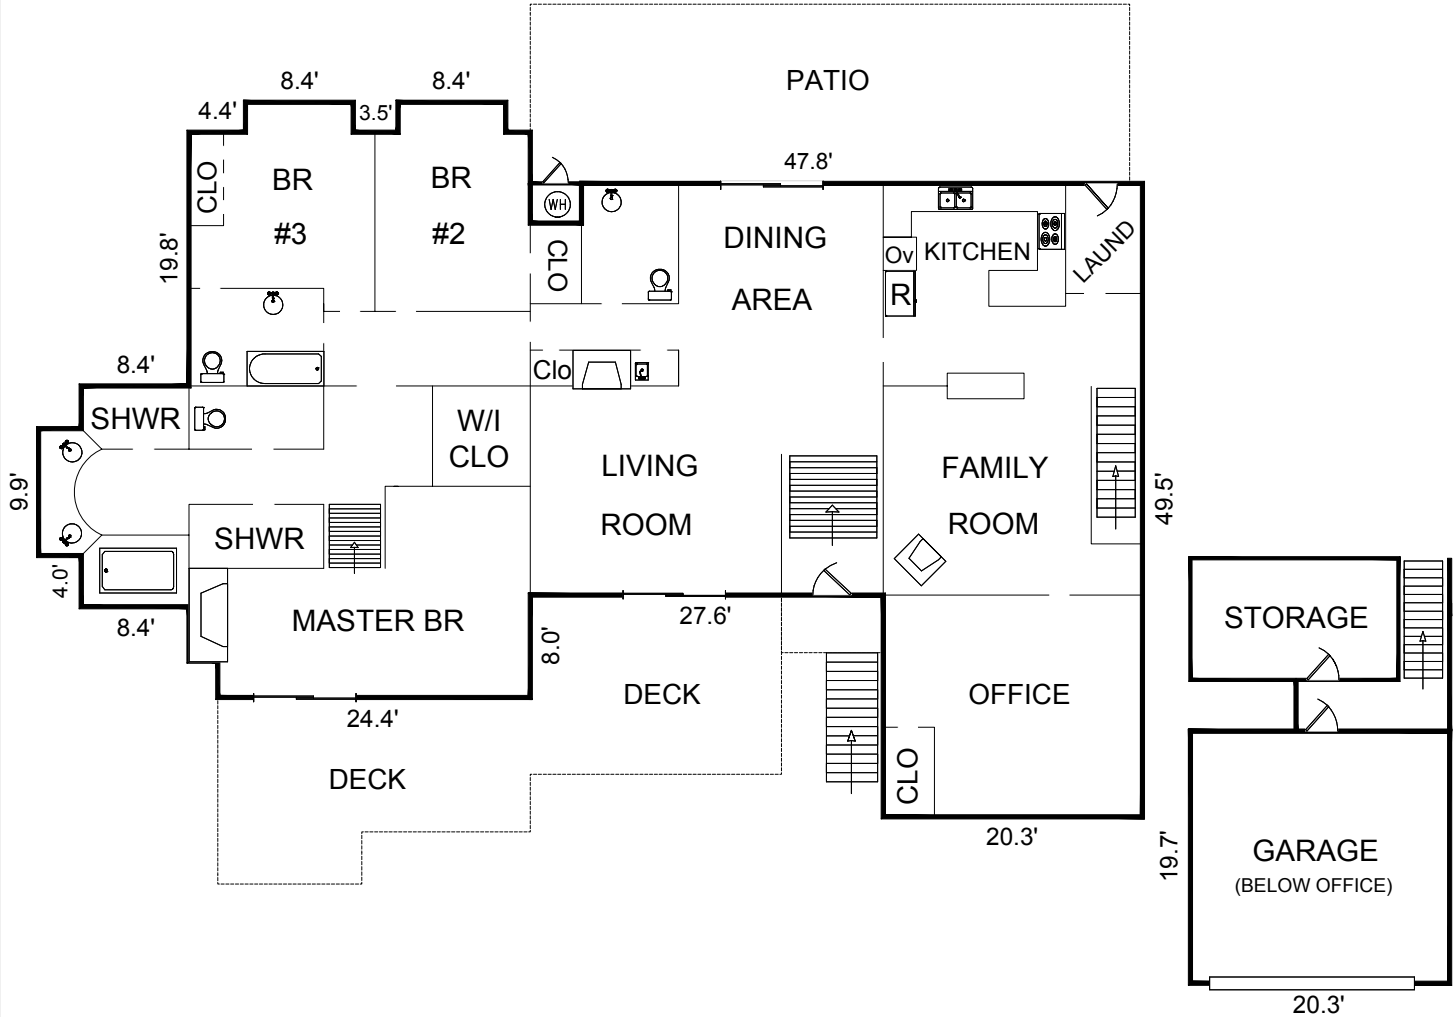 PATIO
8.4'
8.4'
4.4'
3.5'
47.8'
CLO
BR
#3
BR
#2
WH
CLO
DINING
AREA
Ov
KITCHEN
LAUND
R
19.8'
8.4'
Clo
SHWR
W/I
CLO
LIVING
ROOM
FAMILY
ROOM
9.9'
49.5'
SHWR
4.0'
8.4'
MASTER BR
27.6'
8.0'
24.4'
DECK
DECK
OFFICE
CLO
20.3'
STORAGE
19.7'
GARAGE
(BELOW OFFICE)
20.3'